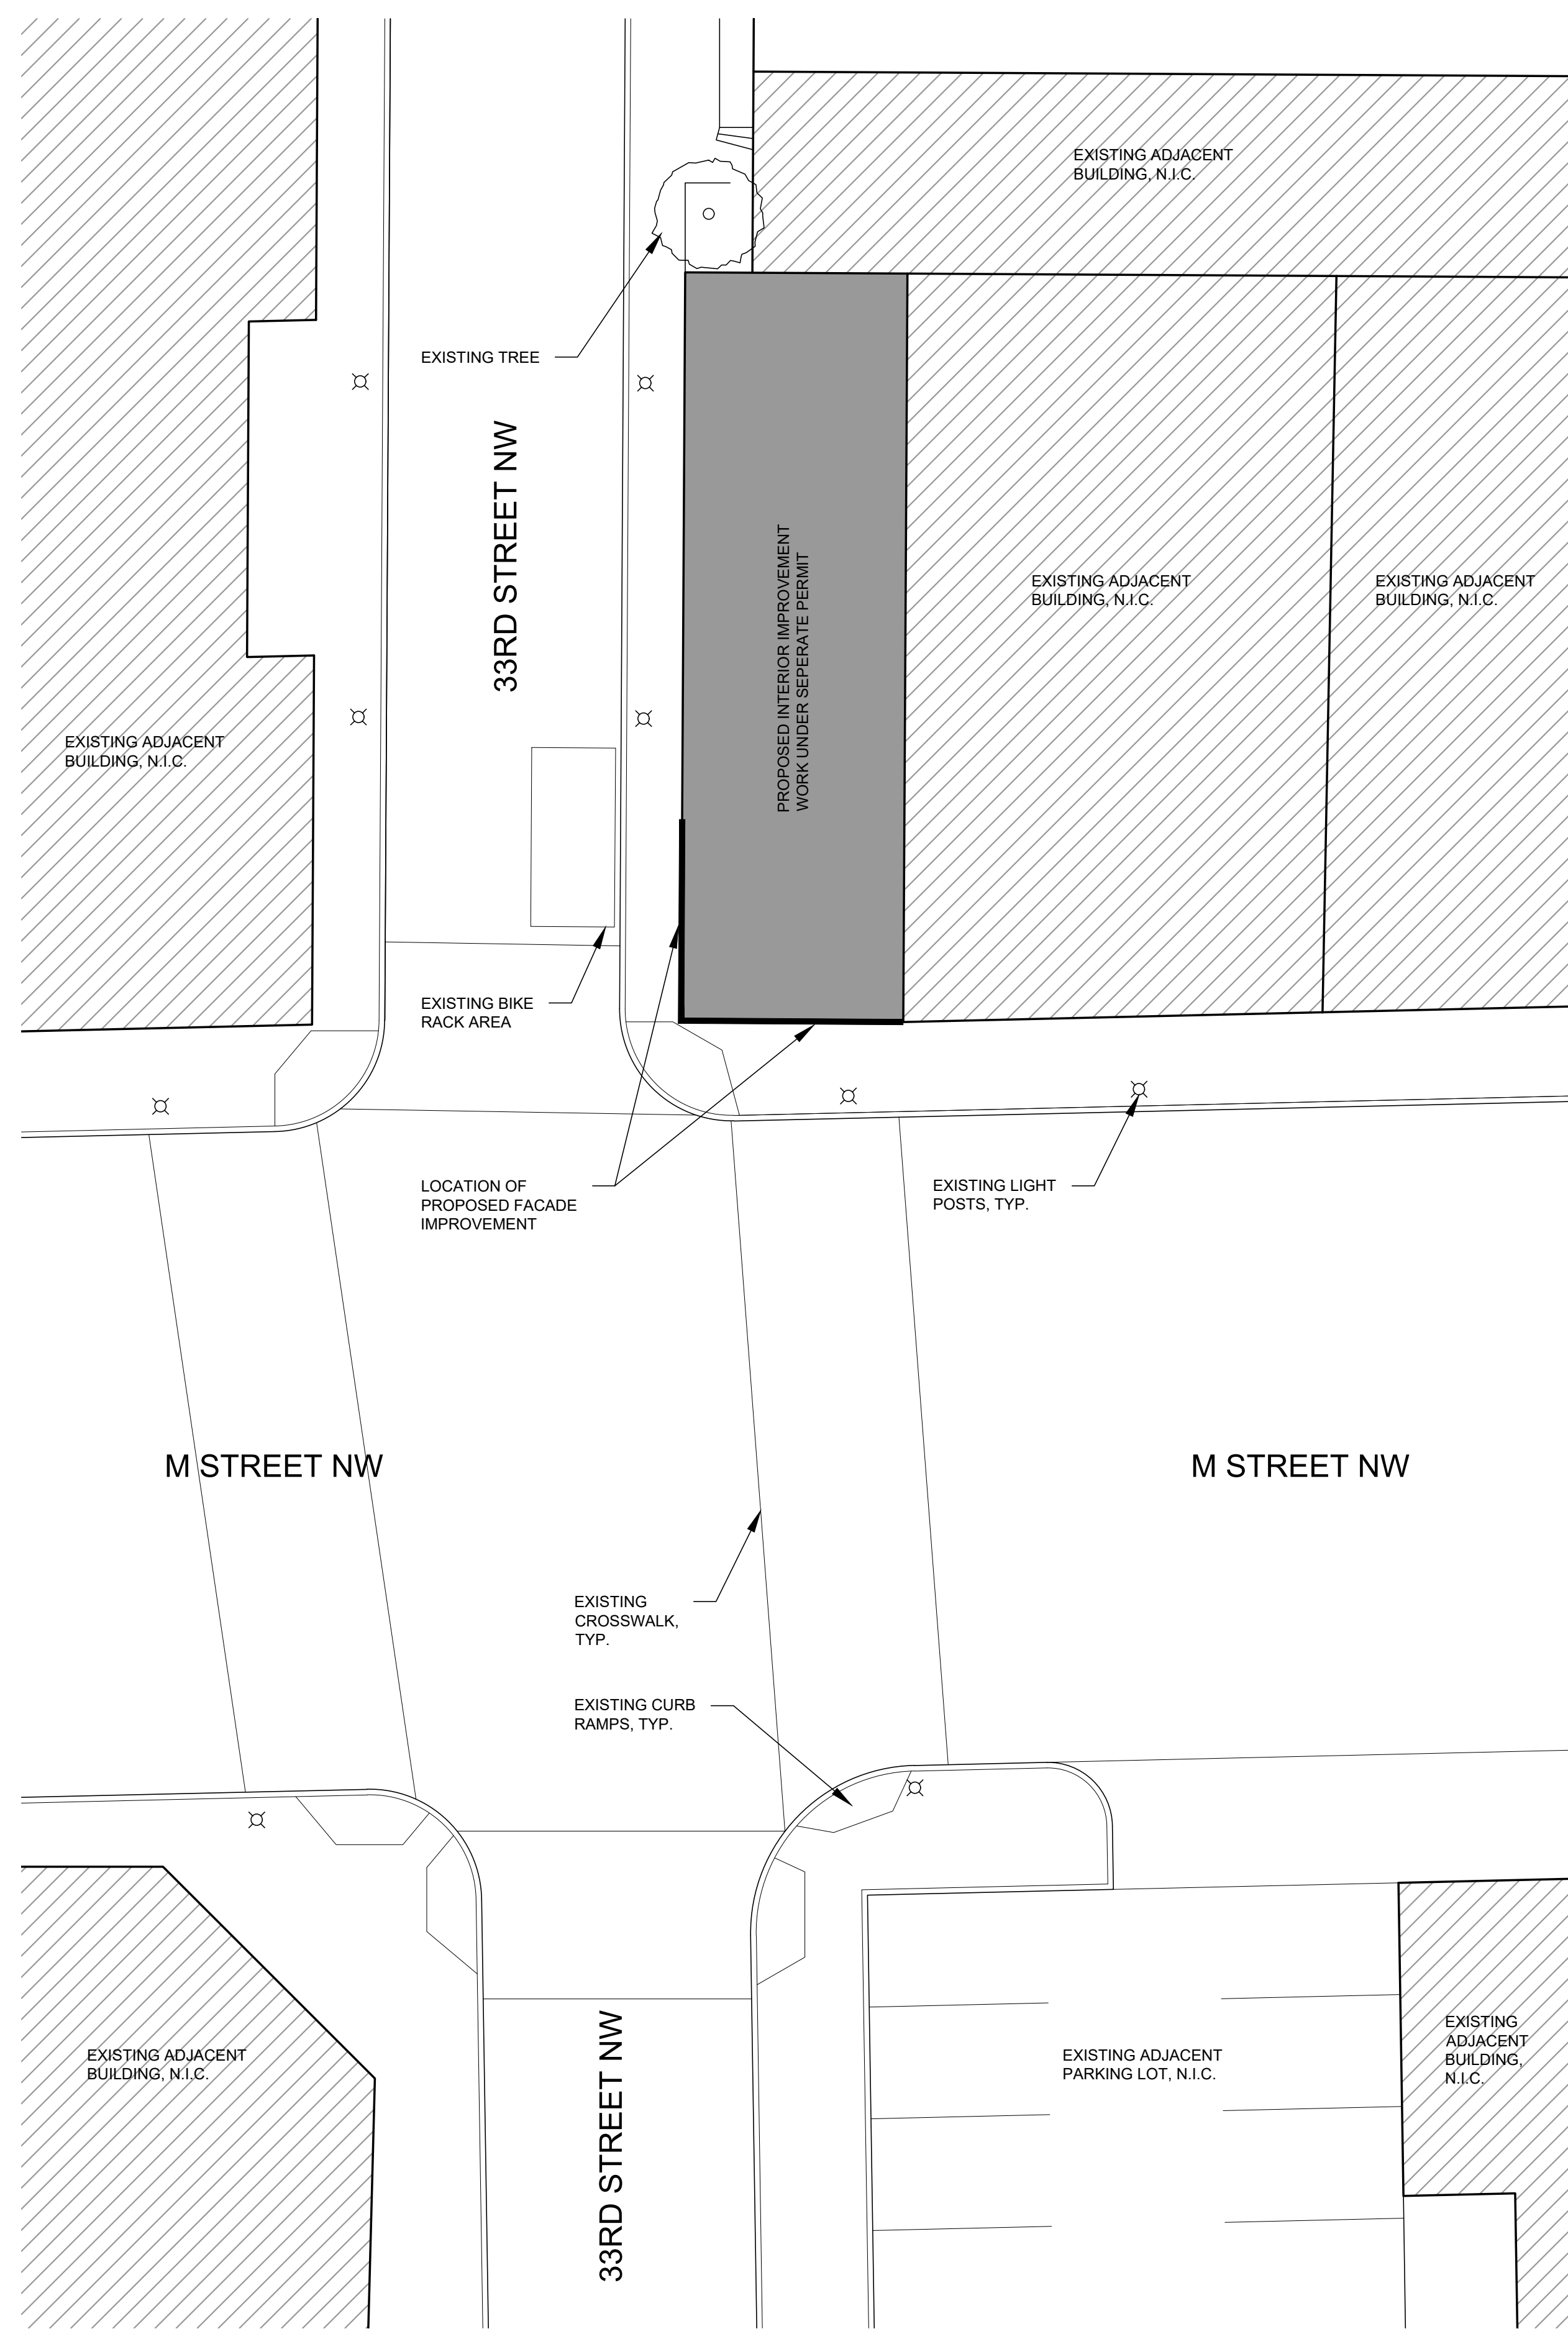 EXISTING ADJACENT
BUILDING, N.I.C.
EXISTING TREE
33RD STREET NW
PROPOSED INTERIOR IMPROVEMENT
WORK UNDER SEPERATE PERMIT
EXISTING ADJACENT
BUILDING, N.I.C.
EXISTING ADJACENT
BUILDING, N.I.C.
EXISTING ADJACENT
BUILDING, N.I.C.
EXISTING BIKE
RACK AREA
LOCATION OF
PROPOSED FACADE
IMPROVEMENT
EXISTING LIGHT
POSTS, TYP.
M STREET NW
M STREET NW
EXISTING
CROSSWALK,
TYP.
EXISTING CURB
RAMPS, TYP.
EXISTING ADJACENT
BUILDING, N.I.C.
33RD STREET NW
EXISTING ADJACENT
PARKING LOT, N.I.C.
EXISTING
ADJACENT
BUILDING,
N.I.C.